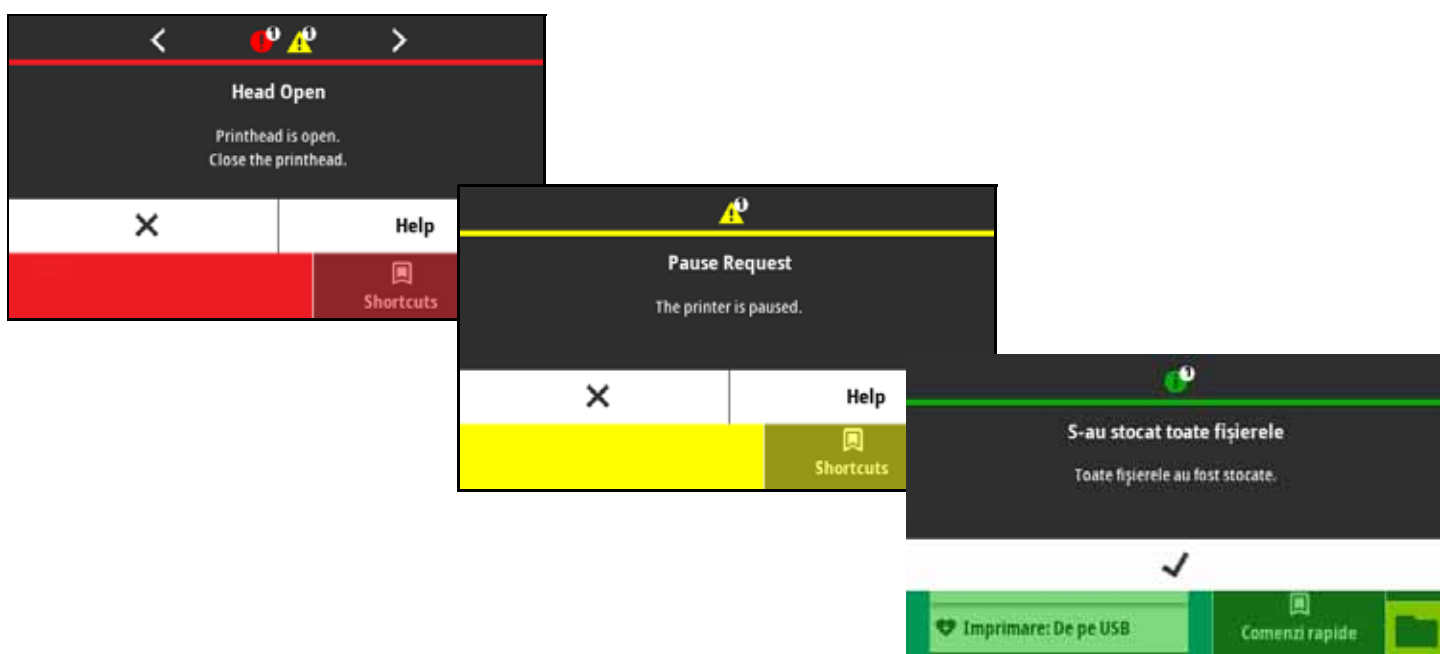 Head Open
Printhead is open.
Close the printhead.
Help
Shortcuts
Pause Request
The printer is paused.
Help
Shortcuts
S-au stocat toate fișierele
Toate fișierele au fost stocate.
Imprimare: De pe USB
Comenzi rapide